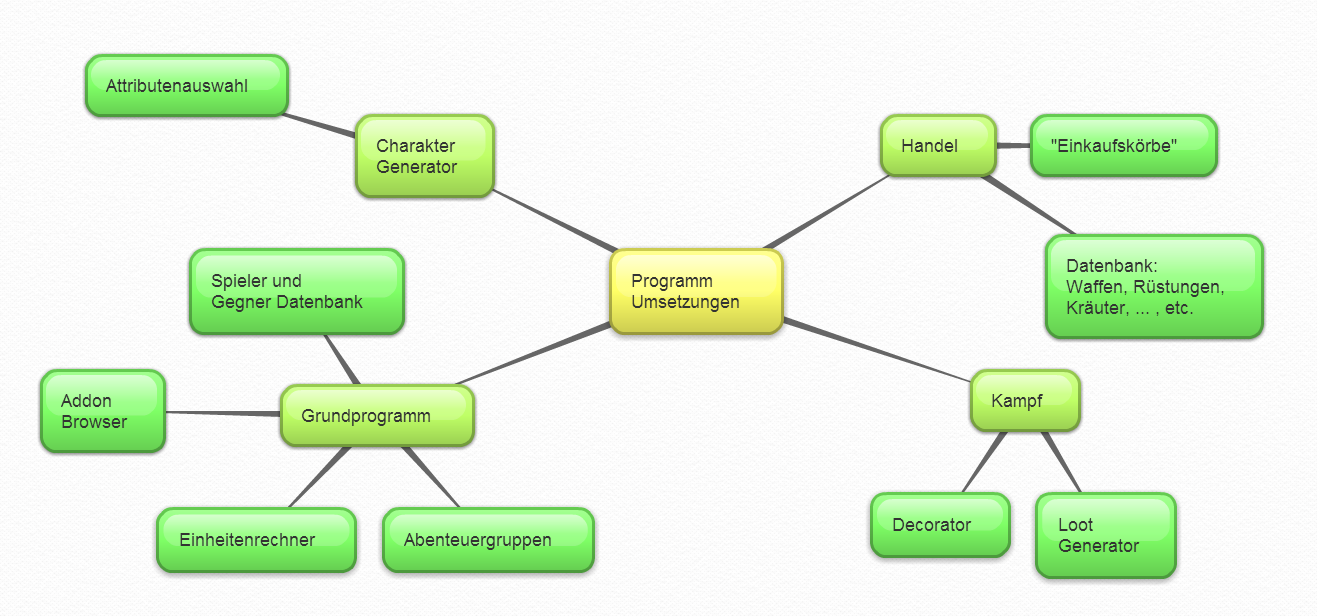 Attributenauswahl
Charakter
Generator
Handel
"Einkaufskörbe"
Datenbank:
Waffen, Rüstungen,
Kräuter, ... , etc.
Programm
Umsetzungen
Spieler und
Gegner Datenbank
Addon
Browser
Grundprogramm
Kampf
Einheitenrechner
Abenteuergruppen
Decorator
Loot
Generator